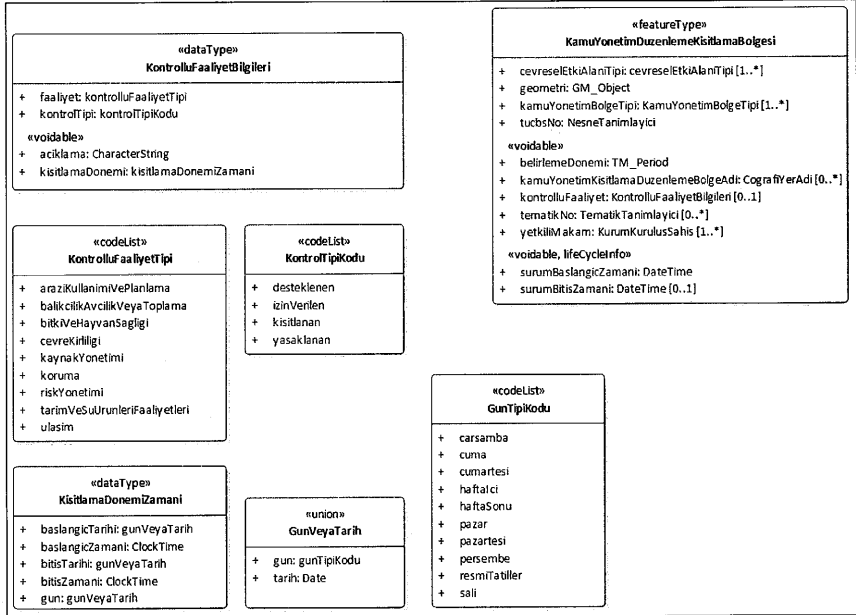 «dataType»
KontrolluFaaliyetBilgileri
+ faaliyet: kontrolluFaaliyetTipi
+ kontrolTipi: kontrolTipiKodu
«voidable»
+ aciklama: CharacterString
+ kisitlamaDonemi: kisitlamaDonemiZamani
«featureType»
KamuYonetimDuzenlemeKisitlamaBolgesi
+ cevreselEtkiAlaniTipi: cevreselEtkiAlaniTipi [1..*]
+ geometri: GM_Object
+ kamuYonetimBolgeTipi: KamuYonetimBolgeTipi [1..*]
+ tucbsNo: NesneTanimlayici
«voidable»
+ belirlemeDonemi: TM_Period
+ kamuYonetimKisitlamaDuzenlemeBolgeAdi: CografiYerAdi [0..*]
+ kontrolluFaaliyet: KontrolluFaaliyetBilgileri [0..1]
+ tematikNo: TematikTanimlayici [0..*]
+ yetkiliMakam: KurumKurulusSahis [1..*]
«voidable, lifeCycleInfo»
+ surumBaslangicZamani: DateTime
+ surumBitisZamani: DateTime [0..1]
«codeList»
KontrolluFaaliyetTipi
+ araziKullanimiVePlanlama
+ balikcilikAvcilikVeyaToplama
+ bitkiVeHayvanSagligi
+ cevreKirliligi
+ kaynakYonetimi
+ koruma
+ riskYonetimi
+ tarimVeSuUrunleriFaaliyetleri
+ ulasim
«codeList»
KontrolTipiKodu
+ desteklenen
+ izinVerilen
+ kisitlanan
+ yasaklanan
«codeList»
GunTipiKodu
+ carsamba
+ cuma
+ cumartesi
+ haftaIci
+ haftaSonu
+ pazar
+ pazartesi
+ persembe
+ resmiTatiller
+ sali
«dataType»
KisitlamaDonemiZamani
+ baslangicTarihi: gunVeyaTarih
+ baslangicZamani: ClockTime
+ bitisTarihi: gunVeyaTarih
+ bitisZamani: ClockTime
+ gun: gunVeyaTarih
«union»
GunVeyaTarih
+ gun: gunTipiKodu
+ tarih: Date